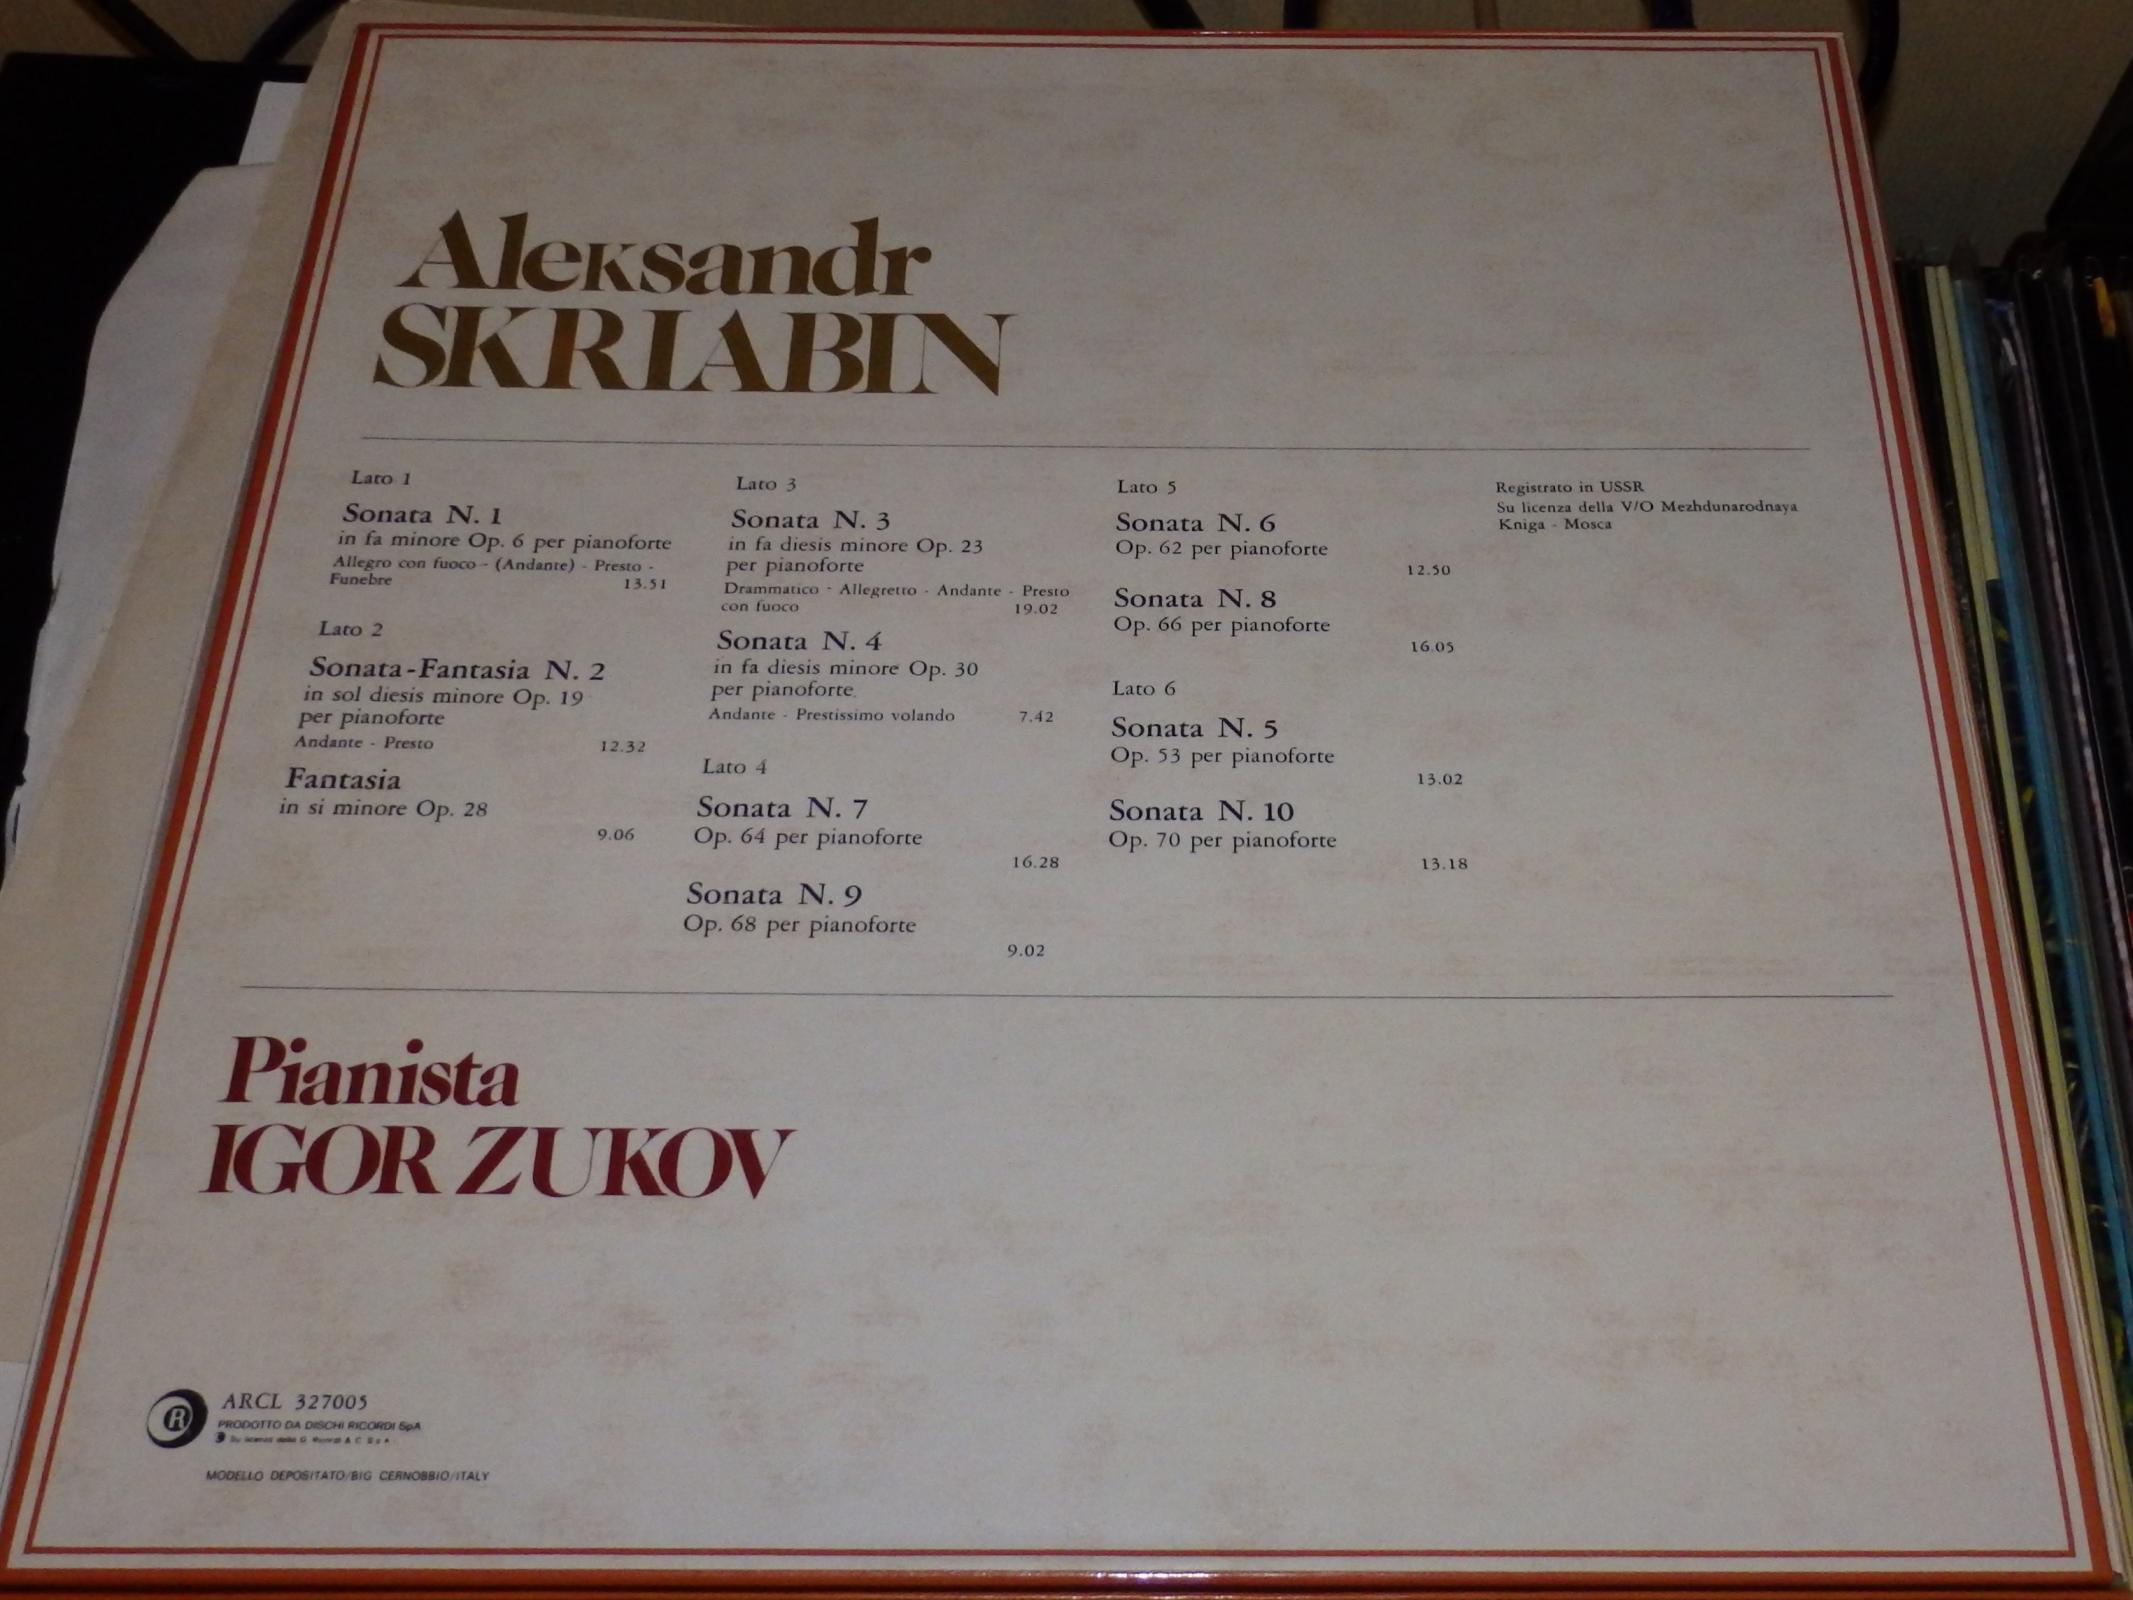 Aleksandr
SKRIABIN
Lato 1
Sonata N. 1
in fa minore Op. 6 per pianoforte
Allegro con fuoco - (Andante) - Presto -
Funebre 13.51
Lato 2
Sonata-Fantasia N. 2
in sol diesis minore Op. 19
per pianoforte
Andante - Presto 12.32
Fantasia
in si minore Op. 28
9.06
Lato 3
Sonata N. 3
in fa diesis minore Op. 23
per pianoforte
Drammatico - Allegretto - Andante - Presto
con fuoco 19.02
Sonata N. 4
in fa diesis minore Op. 30
per pianoforte
Andante - Prestissimo volando 7.42
Lato 4
Sonata N. 7
Op. 64 per pianoforte
16.28
Sonata N. 9
Op. 68 per pianoforte
9.02
Lato 5
Sonata N. 6
Op. 62 per pianoforte
12.50
Sonata N. 8
Op. 66 per pianoforte
16.05
Lato 6
Sonata N. 5
Op. 53 per pianoforte
13.02
Sonata N. 10
Op. 70 per pianoforte
13.18
Registrato in USSR
Su licenza della V/O Mezhdunarodnaya
Kniga - Mosca
Pianista
IGOR ZUKOV
R
ARCL 327005
PRODOTTO DA DISCHI RICORDI SpA
Su licenza della G. Ricordi & C. S.p.A.
MODELLO DEPOSITATO/BIG CERNOBBIO/ITALY